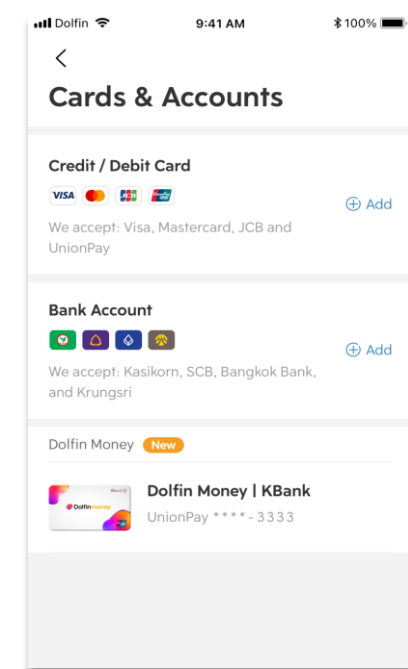 Dolfin 9:41 AM 100%
Cards & Accounts
Credit / Debit Card
VISA JCB
Add
We accept: Visa, Mastercard, JCB and
UnionPay
Bank Account
Add
We accept: Kasikorn, SCB, Bangkok Bank,
and Krungsri
Dolfin Money New
Dolfin money
Dolfin Money | KBank
UnionPay ****-3333